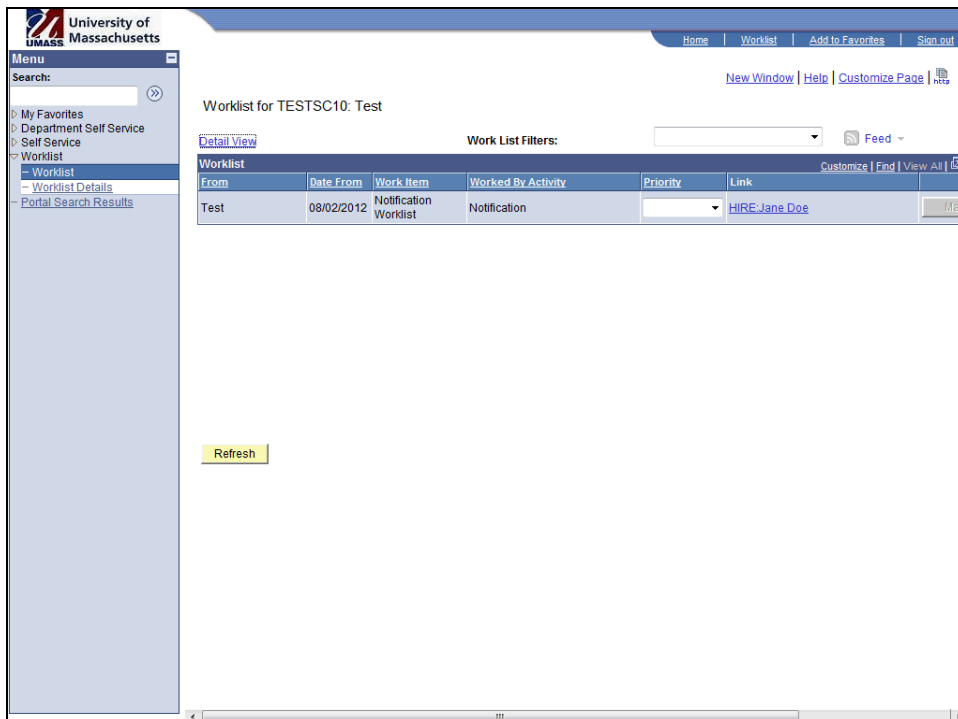 University of
UMASS Massachusetts
Home | Worklist | Add to Favorites | Sign out
Menu
Search:
My Favorites
Department Self Service
Self Service
Worklist
– Worklist
– Worklist Details
– Portal Search Results
New Window | Help | Customize Page | http
Worklist for TESTSC10: Test
Detail View Work List Filters: Feed
Worklist Customize | Find | View All |
From Date From Work Item Worked By Activity Priority Link
Test 08/02/2012 Notification Worklist Notification HIRE:Jane Doe Ma
Refresh